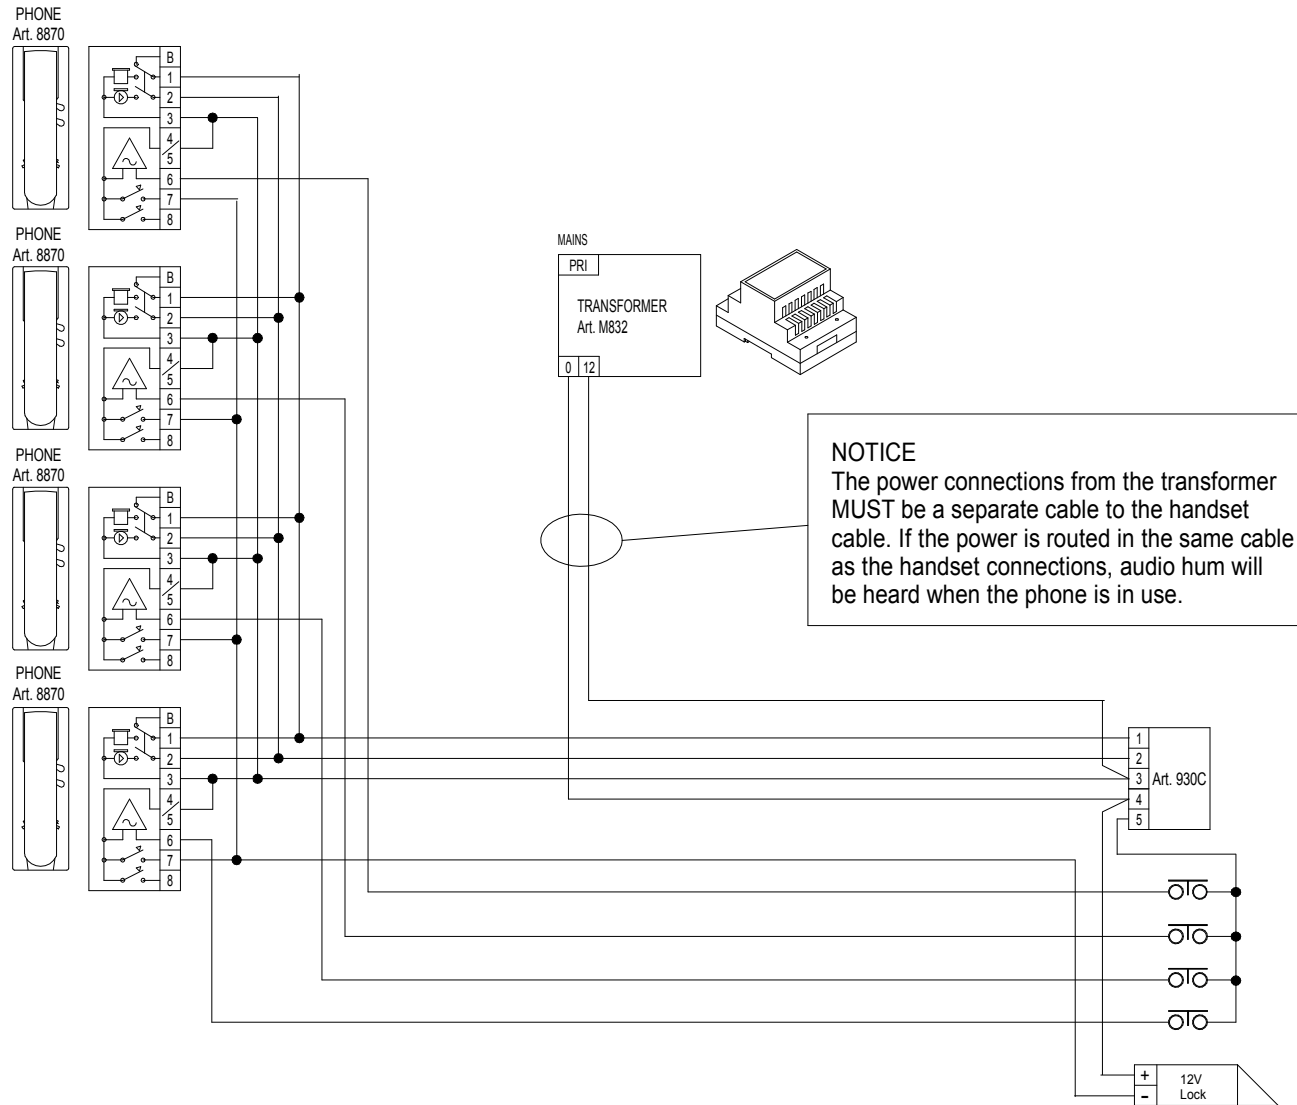 PHONE
Art. 8870
B
1
2
3
4
5
6
7
8
PHONE
Art. 8870
B
1
2
3
4
5
6
7
8
PHONE
Art. 8870
B
1
2
3
4
5
6
7
8
PHONE
Art. 8870
B
1
2
3
4
5
6
7
8
MAINS
PRI
TRANSFORMER
Art. M832
0 12
NOTICE
The power connections from the transformer
MUST be a separate cable to the handset
cable. If the power is routed in the same cable
as the handset connections, audio hum will
be heard when the phone is in use.
1
2
3
4
5
Art. 930C
+
-
12V
Lock